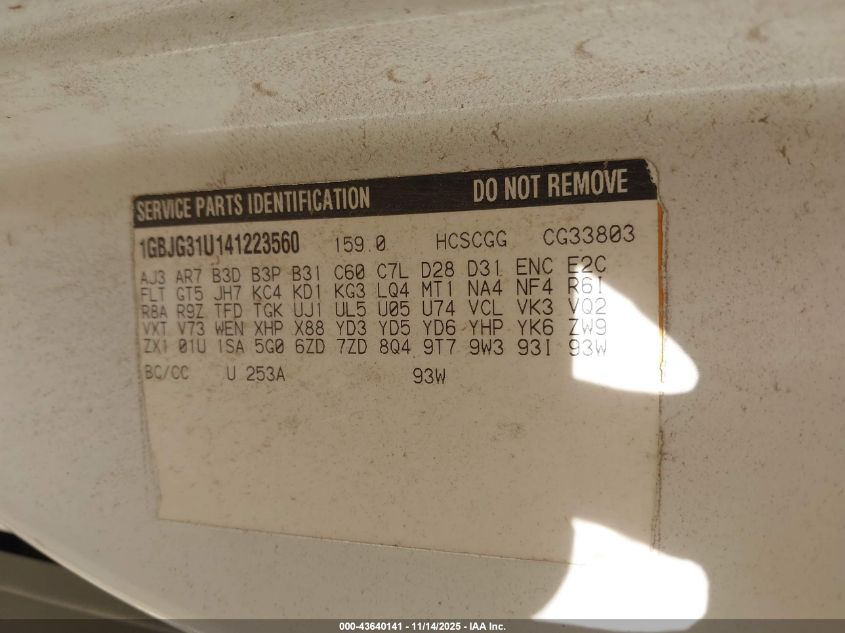 SERVICE PARTS IDENTIFICATION DO NOT REMOVE
1GBJG31U141223560 159.0 HCSCGG CG33803
AJ3 AR7 B3D B3P B31 C60 C7L D28 D31 ENC E2C
FLT GT5 JH7 KC4 KD1 KG3 LQ4 MT1 NA4 NF4 R6I
R8A R9Z TFD TGK UJ1 UL5 U05 U74 VCL VK3 VQ2
VXT V73 WEN XHP X88 YD3 YD5 YD6 YHP YK6 ZW9
ZX1 01U 1SA 5G0 6ZD 7ZD 8Q4 9T7 9W3 93I 93W
BC/CC U 253A 93W
000-43640141 - 11/14/2025 - IAA Inc.